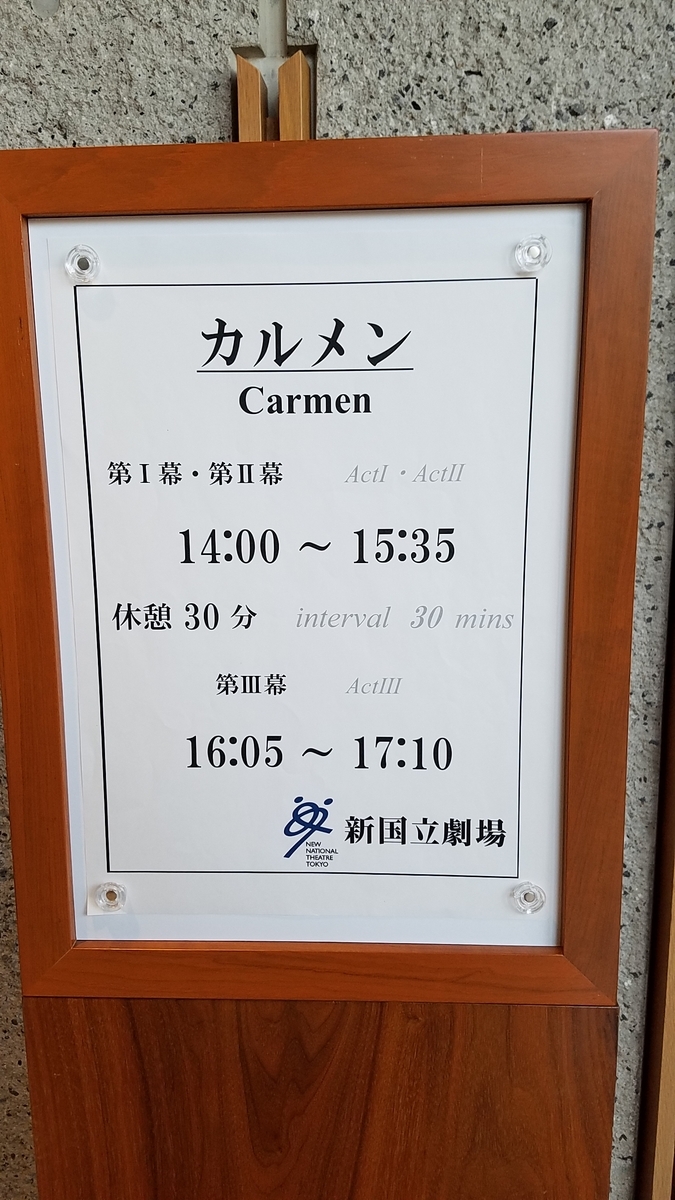 カルメン
Carmen
第Ⅰ幕・第Ⅱ幕 ActI・ActII
14:00 ～ 15:35
休憩 30 分 interval 30 mins
第Ⅲ幕 ActIII
16:05 ～ 17:10
新国立劇場
NEW
NATIONAL
THEATRE
TOKYO